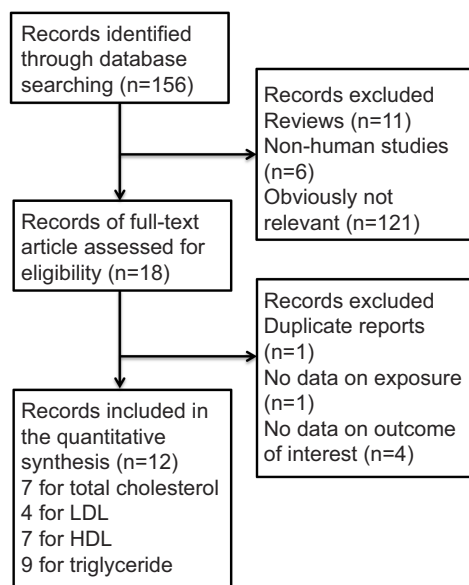 Records identified
through database
searching (n=156)
Records excluded
Reviews (n=11)
Non-human studies
(n=6)
Obviously not
relevant (n=121)
Records of full-text
article assessed for
eligibility (n=18)
Records excluded
Duplicate reports
(n=1)
No data on exposure
(n=1)
No data on outcome
of interest (n=4)
Records included in
the quantitative
synthesis (n=12)
7 for total cholesterol
4 for LDL
7 for HDL
9 for triglyceride